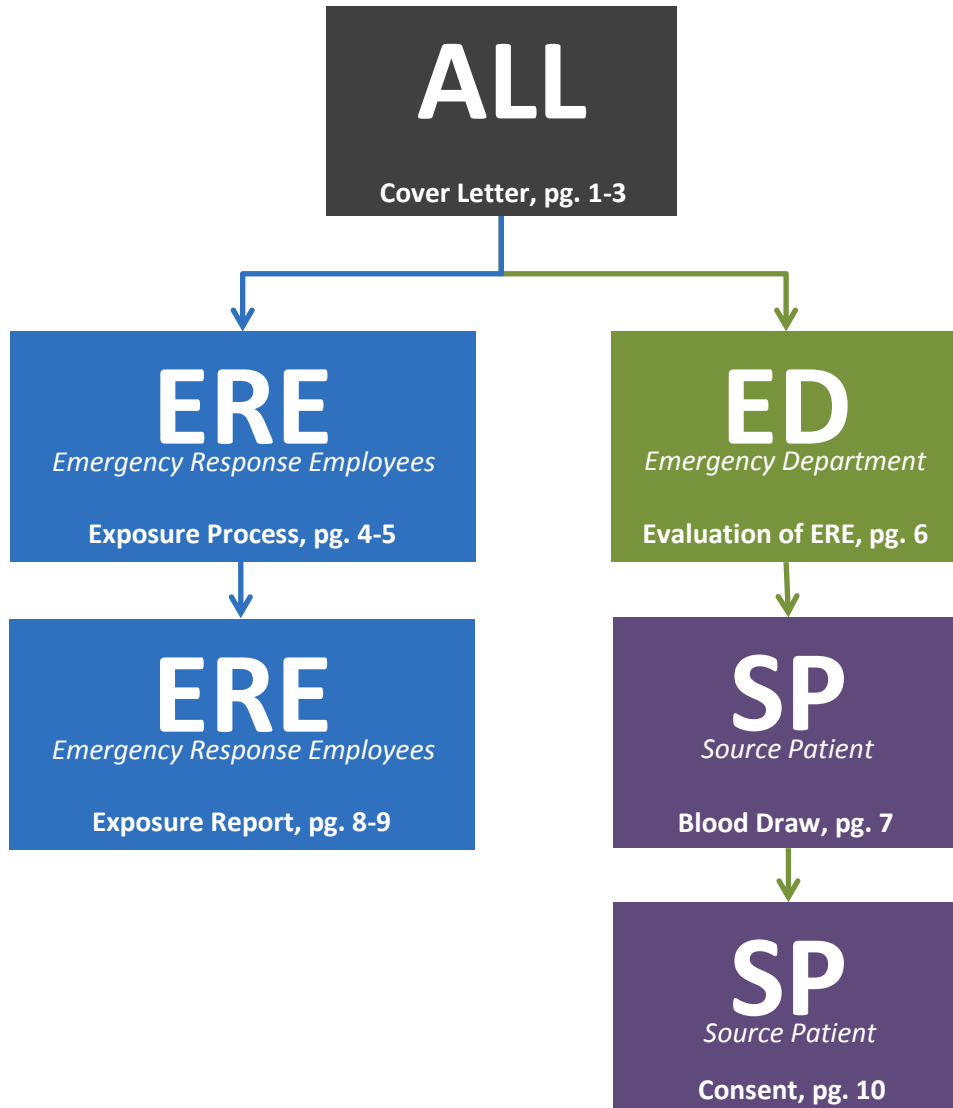 ALL
Cover Letter, pg. 1-3
ERE
Emergency Response Employees
Exposure Process, pg. 4-5
ED
Emergency Department
Evaluation of ERE, pg. 6
ERE
Emergency Response Employees
Exposure Report, pg. 8-9
SP
Source Patient
Blood Draw, pg. 7
SP
Source Patient
Consent, pg. 10